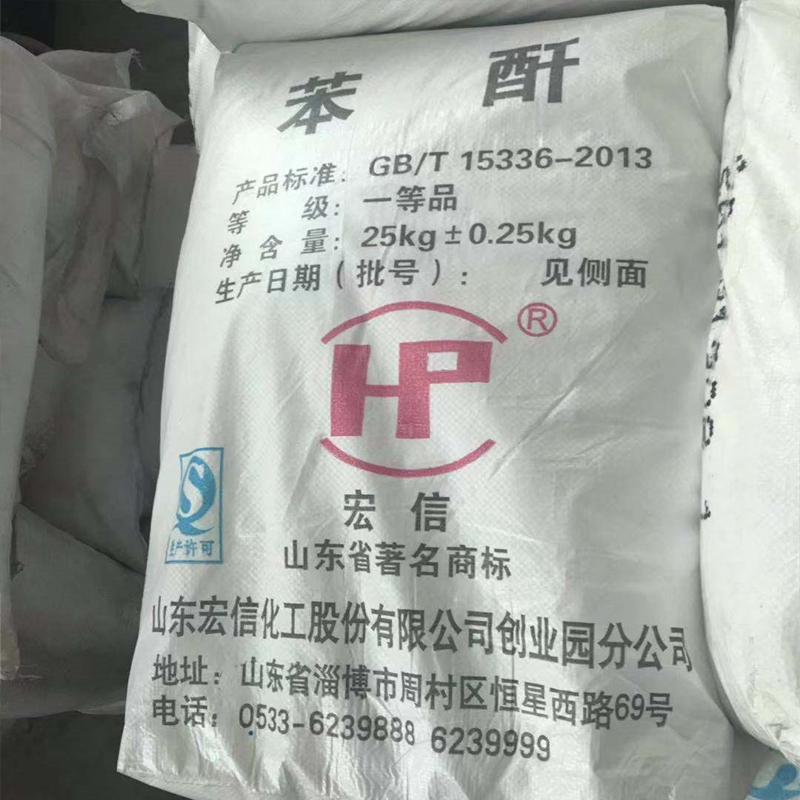 苯 酐
产品标准：GB/T 15336-2013
等 级：一等品
净 含 量：25kg±0.25kg
生产日期（批号）： 见侧面
HP®
生产许可
宏 信
山东省著名商标
山东宏信化工股份有限公司创业园分公司
地址：山东省淄博市周村区恒星西路69号
电话：0533-6239888 6239999